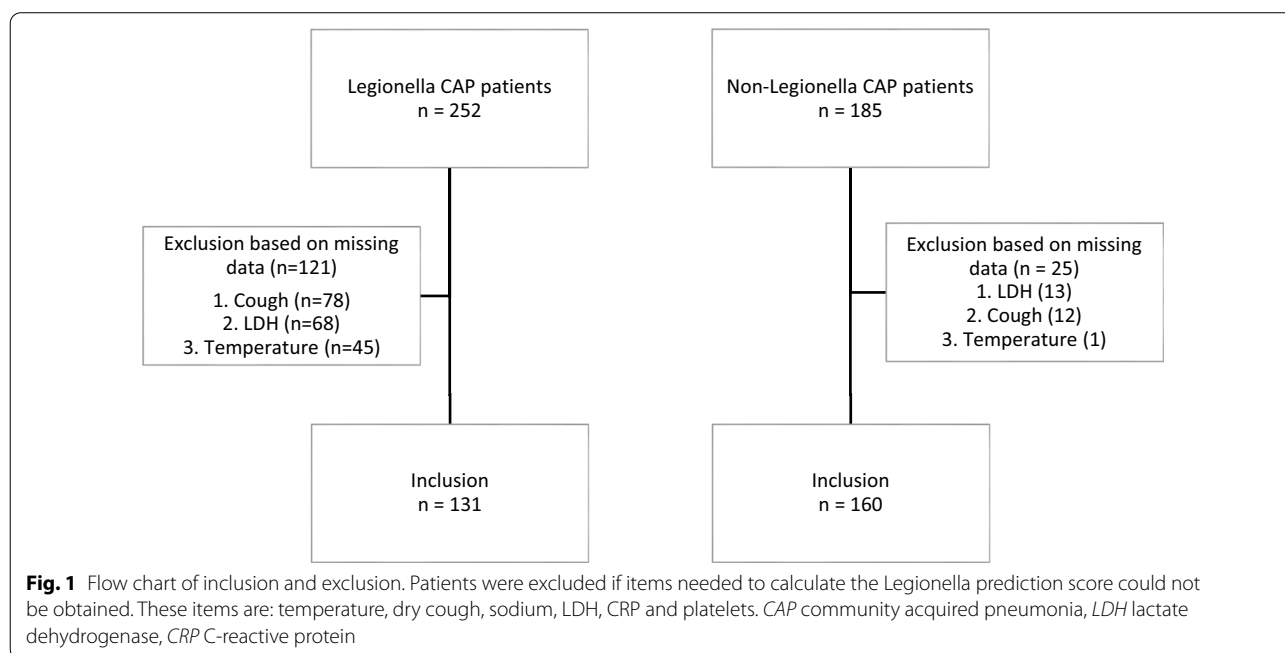 Legionella CAP patients
n = 252
Non-Legionella CAP patients
n = 185
Exclusion based on missing
data (n=121)
1. Cough (n=78)
2. LDH (n=68)
3. Temperature (n=45)
Exclusion based on missing
data (n = 25)
1. LDH (13)
2. Cough (12)
3. Temperature (1)
Inclusion
n = 131
Inclusion
n = 160
Fig. 1 Flow chart of inclusion and exclusion. Patients were excluded if items needed to calculate the Legionella prediction score could not
be obtained. These items are: temperature, dry cough, sodium, LDH, CRP and platelets. CAP community acquired pneumonia, LDH lactate
dehydrogenase, CRP C-reactive protein